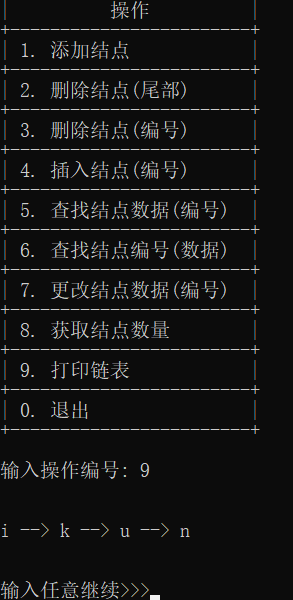 操作
1. 添加结点
2. 删除结点(尾部)
3. 删除结点(编号)
4. 插入结点(编号)
5. 查找结点数据(编号)
6. 查找结点编号(数据)
7. 更改结点数据(编号)
8. 获取结点数量
9. 打印链表
0. 退出
输入操作编号: 9
i --> k --> u --> n
输入任意继续>>>